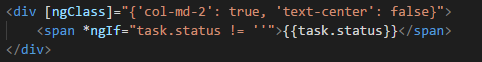 <div [ngClass]="{'col-md-2': true, 'text-center': false}">
    <span *ngIf="task.status != ''">{{task.status}}</span>
</div>